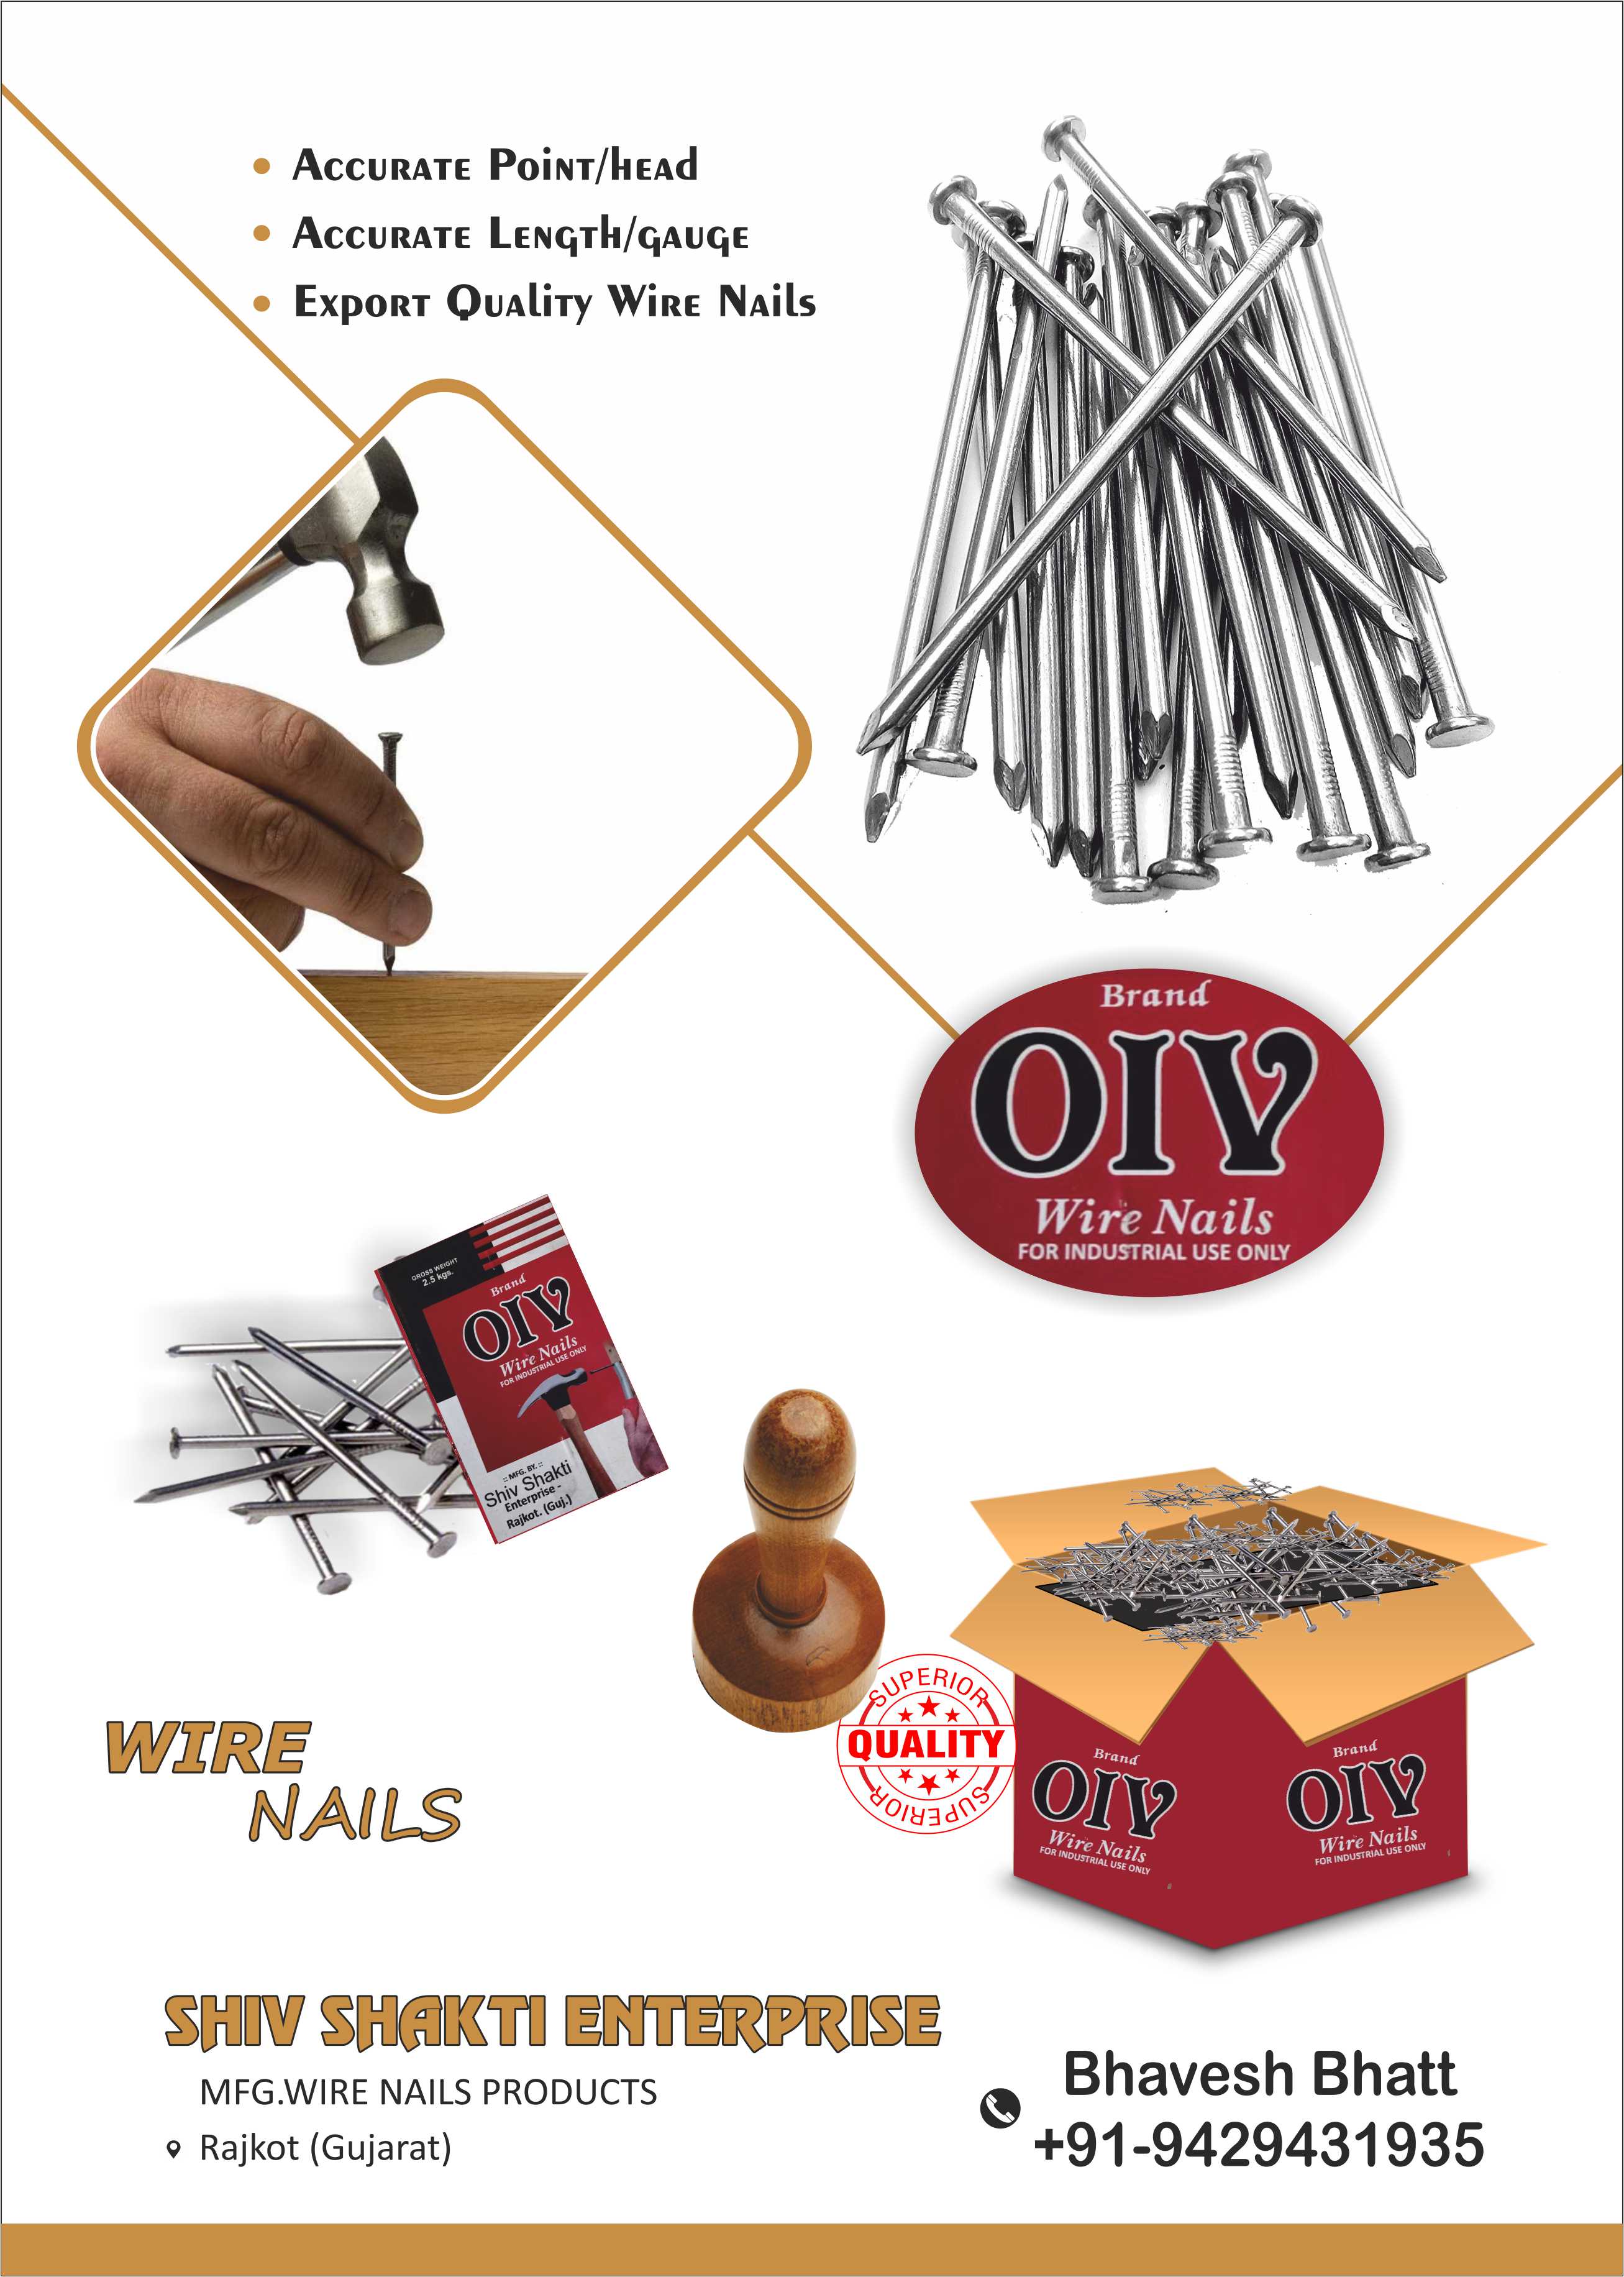 Accurate Point/head
Accurate Length/gauge
Export Quality Wire Nails
Brand
OIV
Wire Nails
FOR INDUSTRIAL USE ONLY
GROSS WEIGHT
2.5 kgs.
Brand
OIV
Wire Nails
FOR INDUSTRIAL USE ONLY
:: MFG. BY. ::
Shiv Shakti
Enterprise -
Rajkot. (Guj.)
SUPERIOR
QUALITY
SUPERIOR
Brand
OIV
Wire Nails
FOR INDUSTRIAL USE ONLY
Brand
OIV
Wire Nails
FOR INDUSTRIAL USE ONLY
WIRE
NAILS
SHIV SHAKTI ENTERPRISE
MFG.WIRE NAILS PRODUCTS
Rajkot (Gujarat)
Bhavesh Bhatt
+91-9429431935